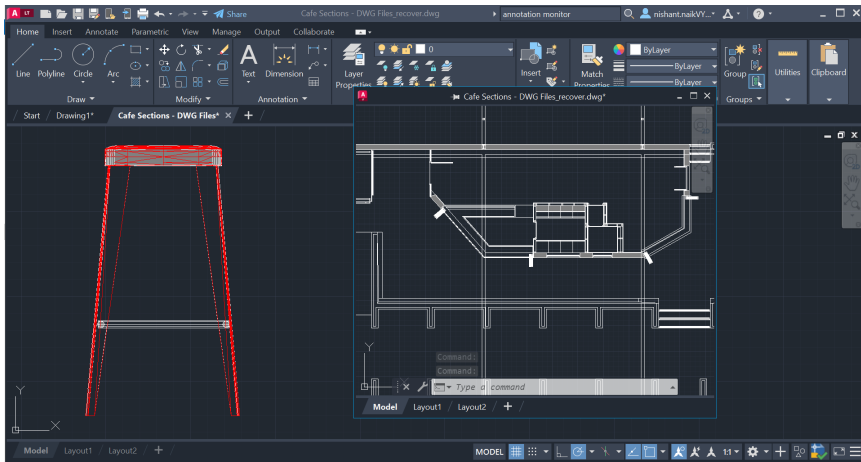 A LT Share Cafe Sections - DWG Files_recover.dwg annotation monitor nishant.naikVY...
Home Insert Annotate Parametric View Manage Output Collaborate
Line Polyline Circle Arc
Draw
Modify
A Text Dimension
Annotation
0
Layer
Properties
Insert
Match
Properties
ByLayer
ByLayer
ByLayer
Group
Groups
Utilities
Clipboard
Start Drawing1* Cafe Sections - DWG Files* X +
Cafe Sections - DWG Files_recover.dwg*
Y
X
Y
Command:
Command:
Type a command
Model Layout1 Layout2 +
Model Layout1 Layout2 +
MODEL 1:1